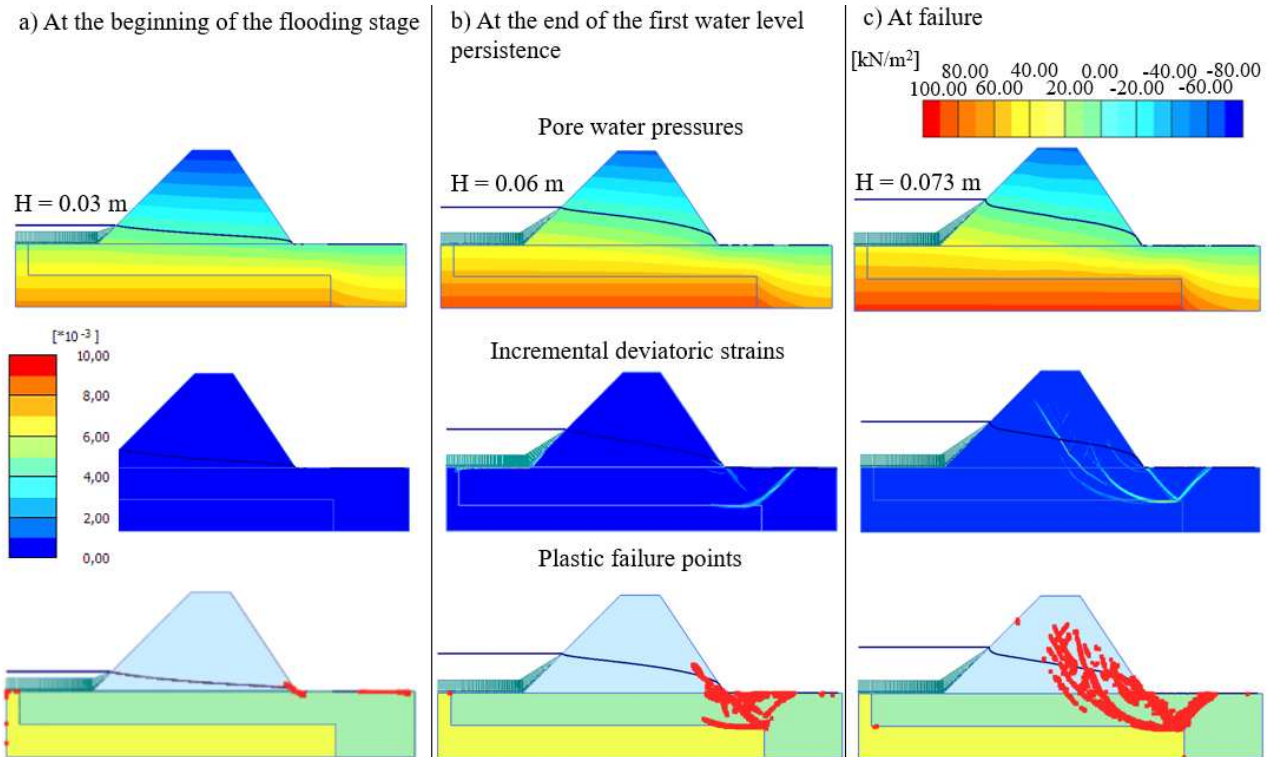 a) At the beginning of the flooding stage
b) At the end of the first water level
persistence
c) At failure
[kN/m²]
80.00 40.00 0.00 -40.00 -80.00
100.00 60.00 20.00 -20.00 -60.00
Pore water pressures
H = 0.03 m
H = 0.06 m
H = 0.073 m
[*10⁻³]
10,00
8,00
6,00
4,00
2,00
0,00
Incremental deviatoric strains
Plastic failure points